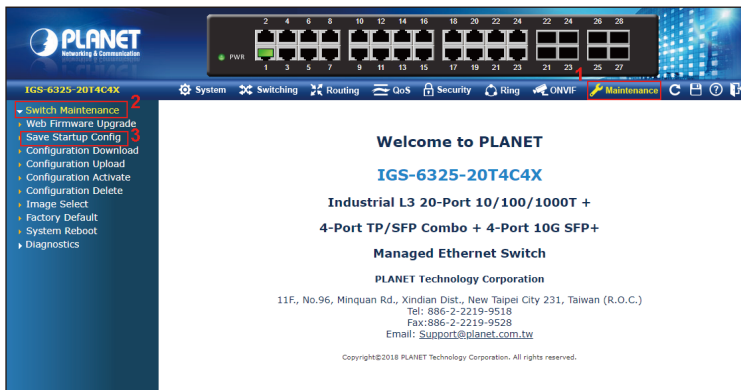 PLANET
Networking & Communication
PWR
2 4 6 8 10 12 14 16 18 20 22 24 22 24 26 28
1 3 5 7 9 11 13 15 17 19 21 23 21 23 25 27
1
IGS-6325-20T4C4X
System Switching Routing QoS Security Ring ONVIF Maintenance
Switch Maintenance 2
Web Firmware Upgrade
Save Startup Config 3
Configuration Download
Configuration Upload
Configuration Activate
Configuration Delete
Image Select
Factory Default
System Reboot
Diagnostics
Welcome to PLANET
IGS-6325-20T4C4X
Industrial L3 20-Port 10/100/1000T +
4-Port TP/SFP Combo + 4-Port 10G SFP+
Managed Ethernet Switch
PLANET Technology Corporation
11F., No.96, Minquan Rd., Xindian Dist., New Taipei City 231, Taiwan (R.O.C.)
Tel: 886-2-2219-9518
Fax:886-2-2219-9528
Email: Support@planet.com.tw
Copyright©2018 PLANET Technology Corporation. All rights reserved.